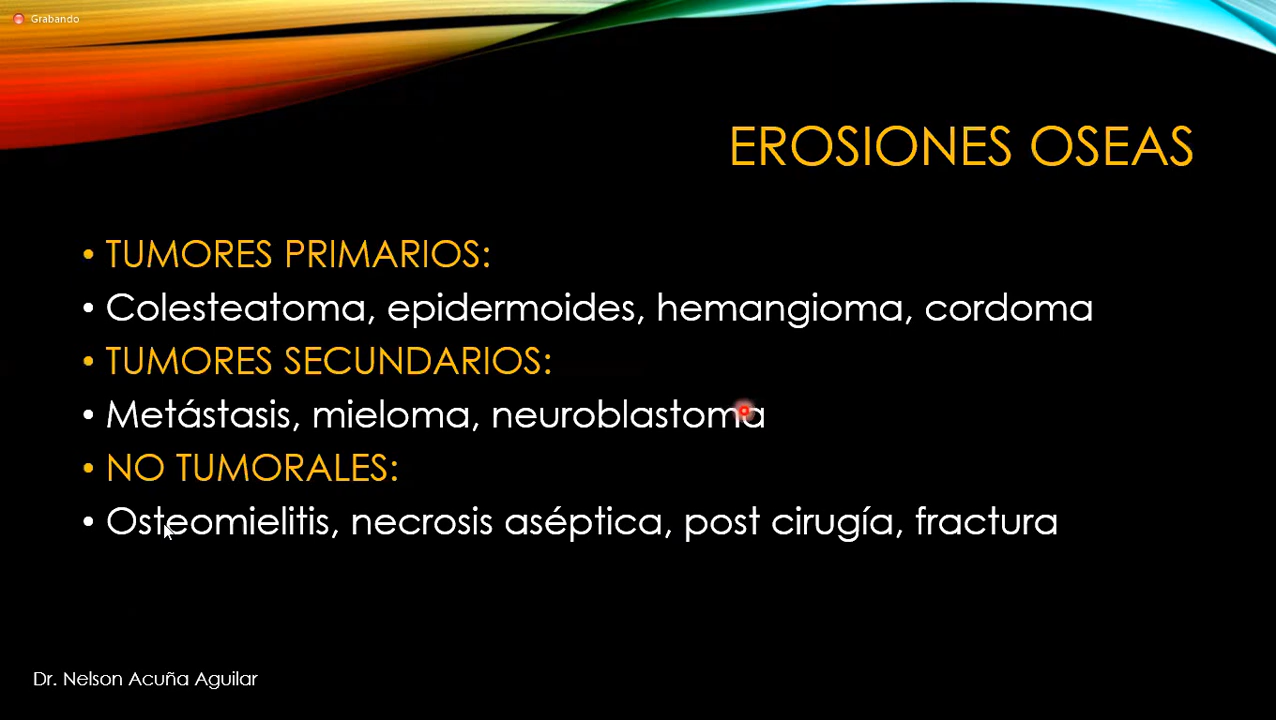 Grabando
EROSIONES OSEAS
• TUMORES PRIMARIOS:
• Colesteatoma, epidermoides, hemangioma, cordoma
• TUMORES SECUNDARIOS:
• Metástasis, mieloma, neuroblastoma
• NO TUMORALES:
• Osteomielitis, necrosis aséptica, post cirugía, fractura
Dr. Nelson Acuña Aguilar